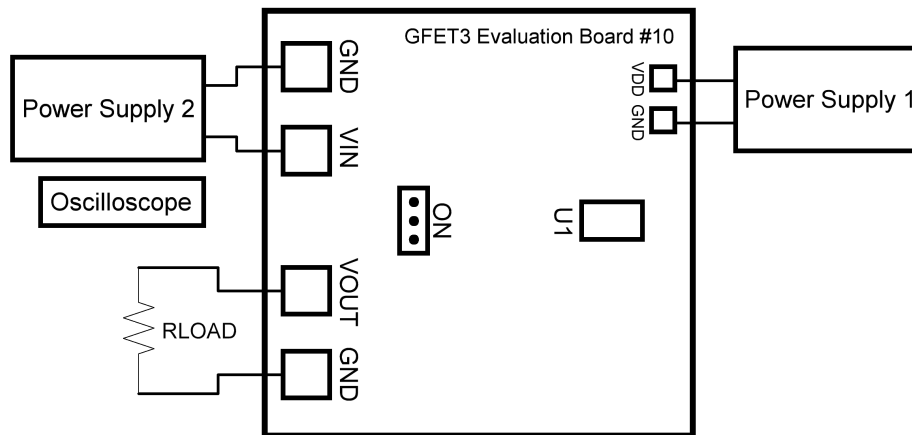 GFET3 Evaluation Board #10
Power Supply 2
GND
VIN
VDD
GND
Power Supply 1
Oscilloscope
ON
U1
VOUT
RLOAD
GND